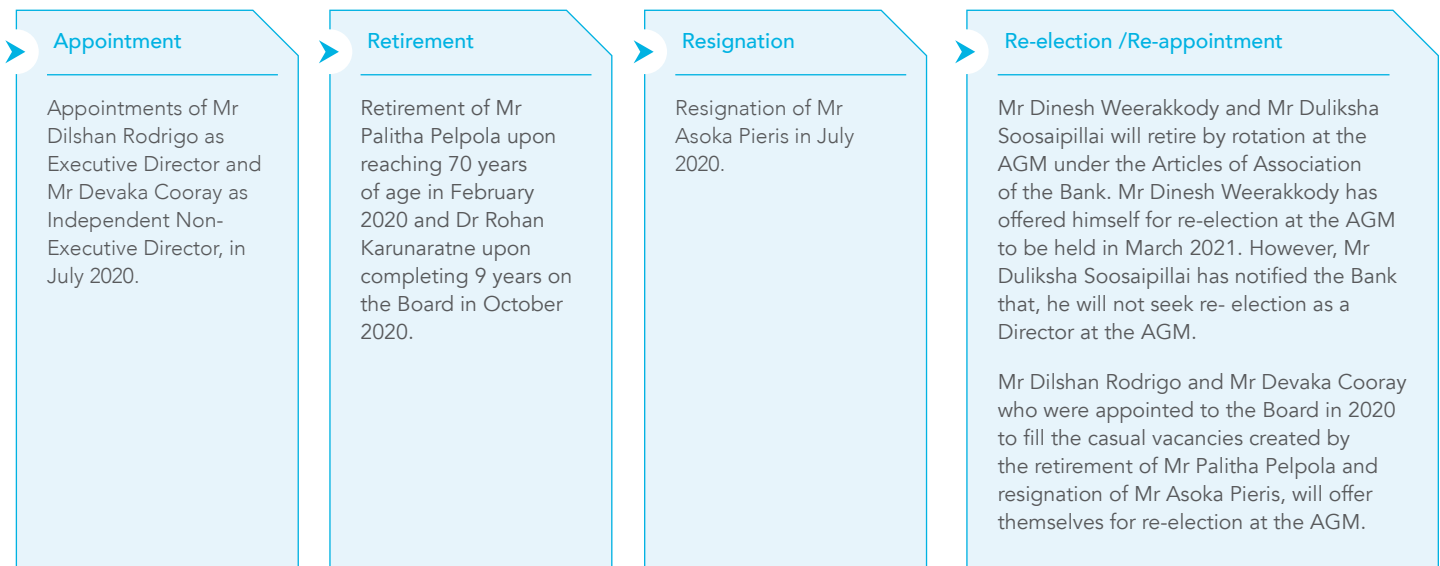 Appointment
Appointments of Mr
Dilshan Rodrigo as
Executive Director and
Mr Devaka Cooray as
Independent Non-
Executive Director, in
July 2020.
Retirement
Retirement of Mr
Palitha Pelpola upon
reaching 70 years
of age in February
2020 and Dr Rohan
Karunaratne upon
completing 9 years on
the Board in October
2020.
Resignation
Resignation of Mr
Asoka Pieris in July
2020.
Re-election /Re-appointment
Mr Dinesh Weerakkody and Mr Duliksha
Soosaipillai will retire by rotation at the
AGM under the Articles of Association
of the Bank. Mr Dinesh Weerakkody has
offered himself for re-election at the AGM
to be held in March 2021. However, Mr
Duliksha Soosaipillai has notified the Bank
that, he will not seek re- election as a
Director at the AGM.
Mr Dilshan Rodrigo and Mr Devaka Cooray
who were appointed to the Board in 2020
to fill the casual vacancies created by
the retirement of Mr Palitha Pelpola and
resignation of Mr Asoka Pieris, will offer
themselves for re-election at the AGM.